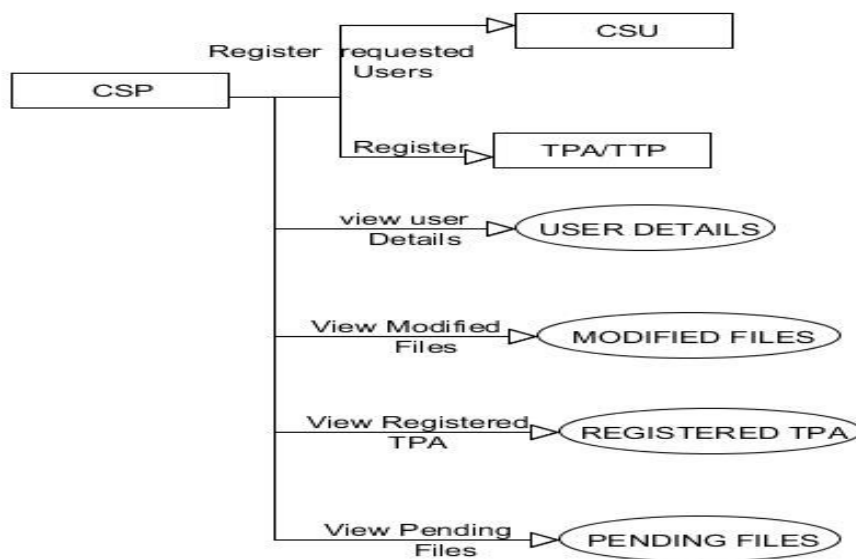 CSU
Register requested
Users
CSP
Register
TPA/TTP
view user
Details
USER DETAILS
View Modified
Files
MODIFIED FILES
View Registered
TPA
REGISTERED TPA
View Pending
Files
PENDING FILES